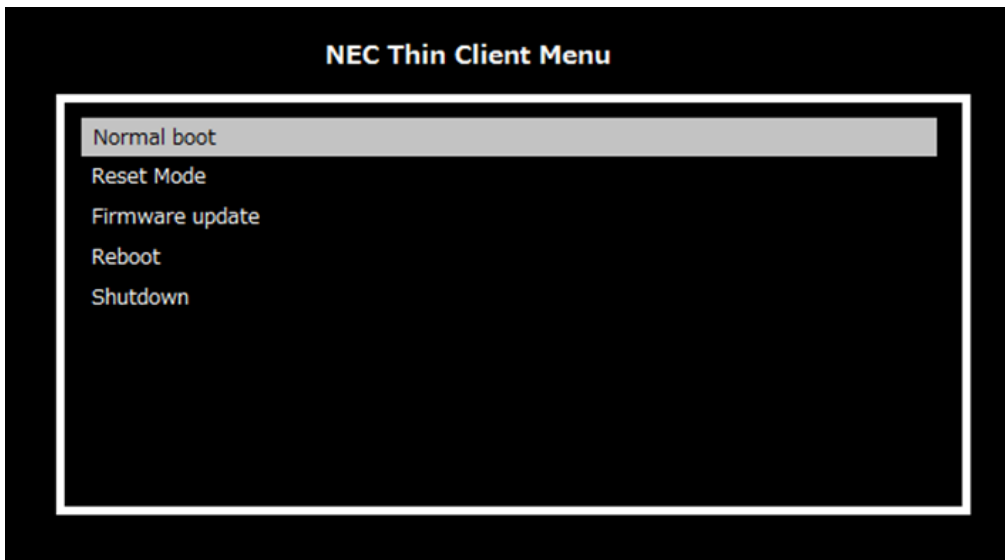 NEC Thin Client Menu
Normal boot
Reset Mode
Firmware update
Reboot
Shutdown